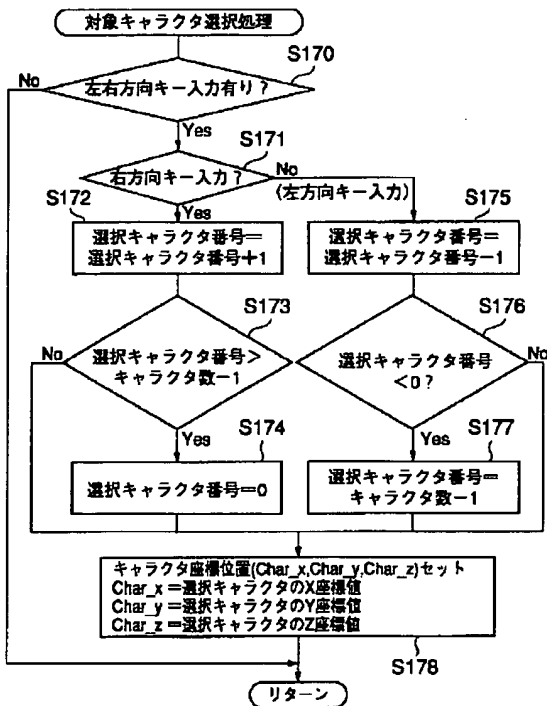 対象キャラクタ選択処理
S170
No
左右方向キー入力有り？
Yes
S171
右方向キー入力？
No
(左方向キー入力)
S172
Yes
選択キャラクタ番号＝
選択キャラクタ番号＋1
S175
選択キャラクタ番号＝
選択キャラクタ番号－1
S173
No
選択キャラクタ番号＞
キャラクタ数－1
Yes
S176
選択キャラクタ番号
＜0？
No
Yes
S174
選択キャラクタ番号＝0
S177
選択キャラクタ番号＝
キャラクタ数－1
キャラクタ座標位置(Char_x,Char_y,Char_z)セット
Char_x ＝選択キャラクタのX座標値
Char_y ＝選択キャラクタのY座標値
Char_z ＝選択キャラクタのZ座標値
S178
リターン